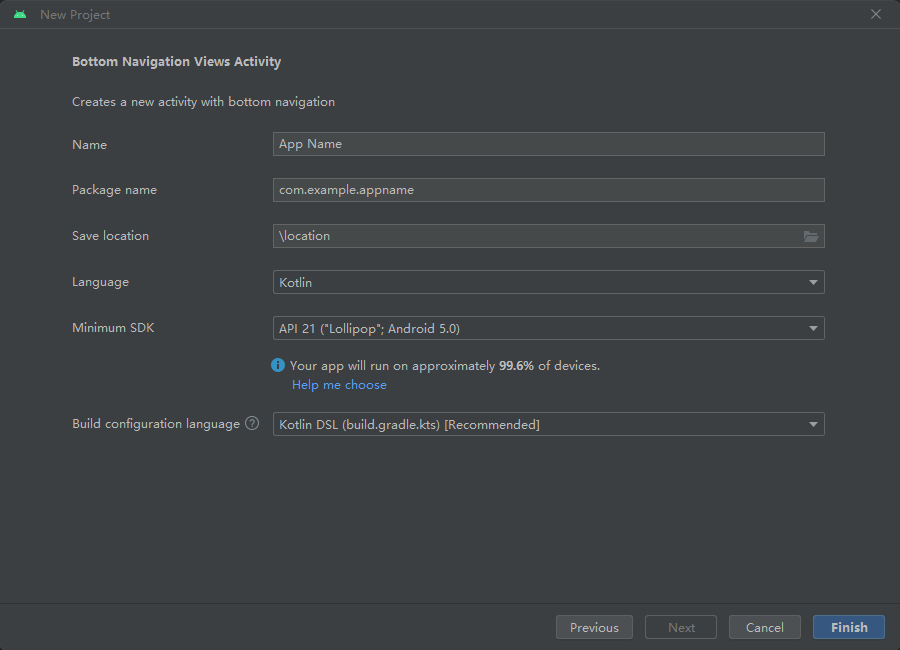 New Project
Bottom Navigation Views Activity
Creates a new activity with bottom navigation
Name App Name
Package name com.example.appname
Save location \location
Language Kotlin
Minimum SDK API 21 ("Lollipop"; Android 5.0)
Your app will run on approximately 99.6% of devices.
Help me choose
Build configuration language ? Kotlin DSL (build.gradle.kts) [Recommended]
Previous Next Cancel Finish